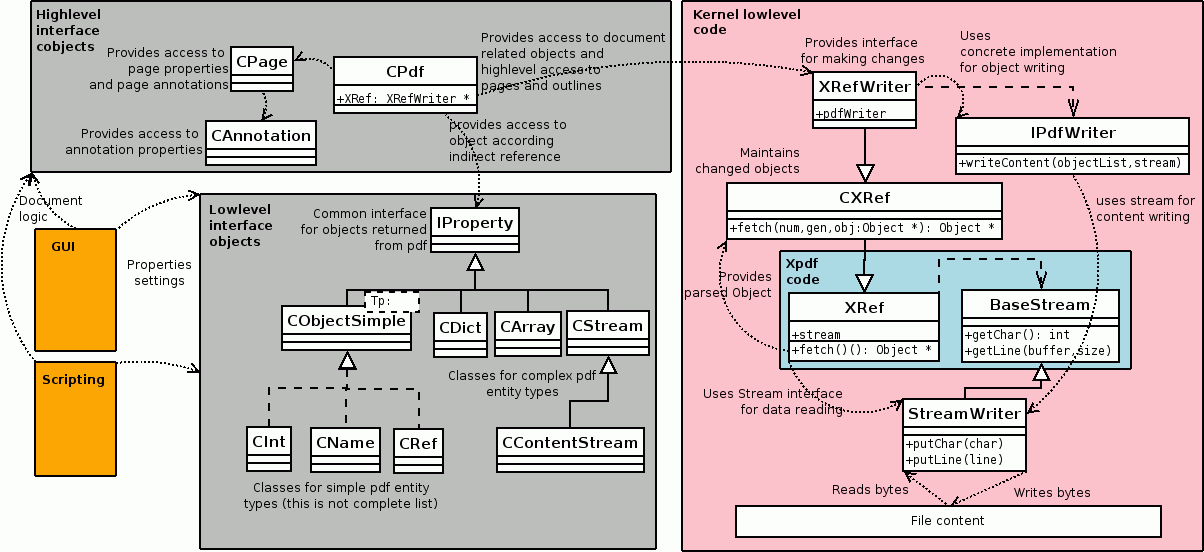 Highlevel
interface
cobjects
Provides access to
page properties
and page annotations
CPage
CPdf
+XRef: XRefWriter *
Provides access to document
related objects and
highlevel access to
pages and outlines
Provides access to
annotation properties
CAnnotation
provides access to
object according
indirect reference
Document
logic
GUI
Properties
settings
Scripting
Lowlevel
interface
objects
Common interface
for objects returned
from pdf
IProperty
Tp:
CObjectSimple
CDict
CArray
CStream
Classes for complex pdf
entity types
CInt
CName
CRef
CContentStream
Classes for simple pdf entity
types (this is not complete list)
Kernel lowlevel
code
Provides interface
for making changes
Uses
concrete implementation
for object writing
XRefWriter
+pdfWriter
IPdfWriter
+writeContent(objectList,stream)
Maintains
changed objects
CXRef
+fetch(num,gen,obj:Object *): Object *
uses stream for
content writing
Provides
parsed Object
Xpdf
code
XRef
+stream
+fetch()(): Object *
BaseStream
+getChar(): int
+getLine(buffer,size)
Uses Stream interface
for data reading
StreamWriter
+putChar(char)
+putLine(line)
Reads bytes
Writes bytes
File content